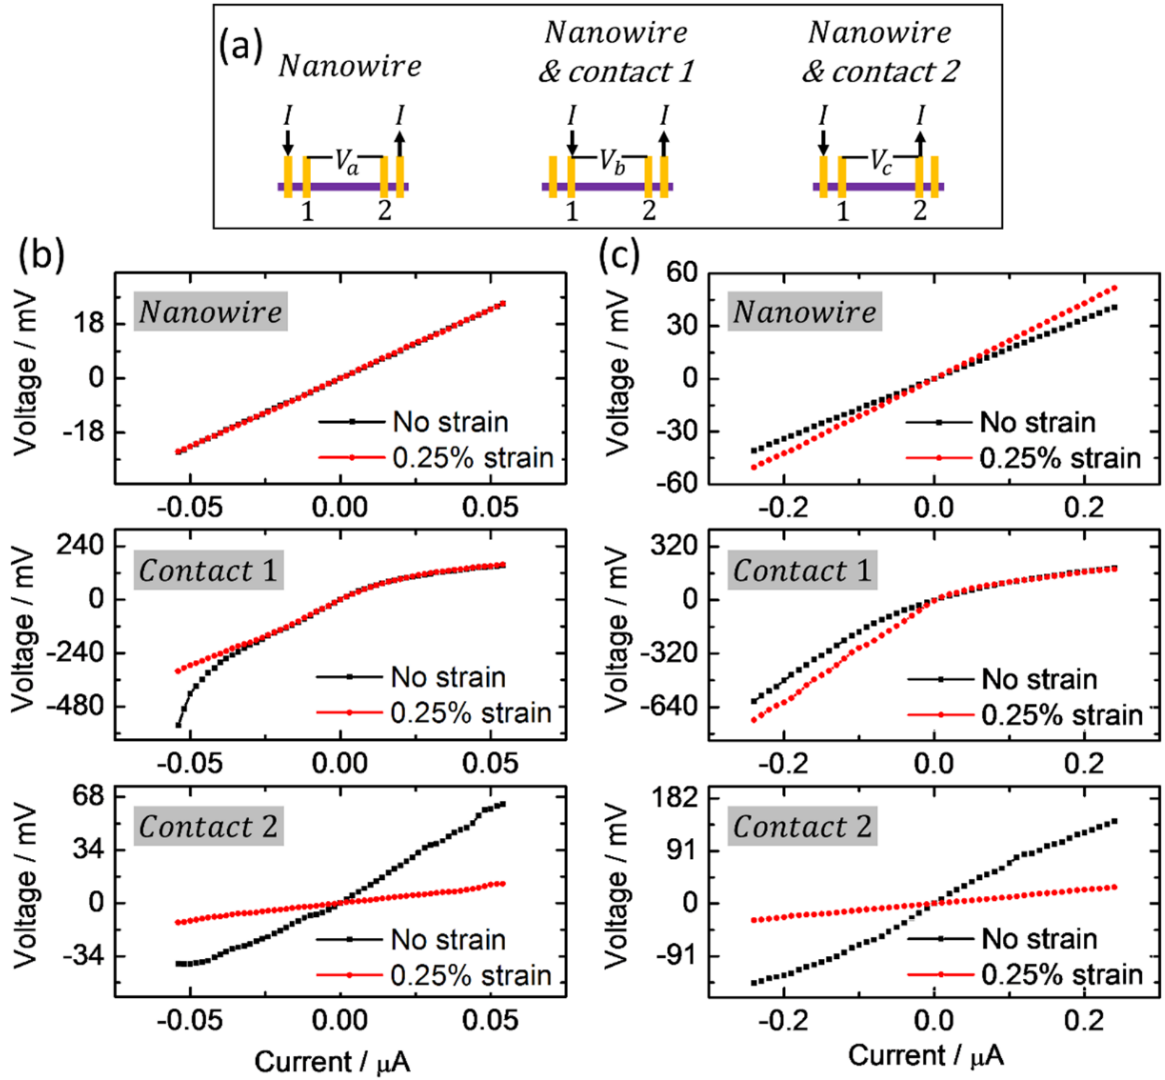 (a)
Nanowire
Nanowire
& contact 1
Nanowire
& contact 2
I I I I I I
Va Vb Vc
1 2 1 2 1 2
(b)
Voltage / mV
18
0
-18
Nanowire
No strain
0.25% strain
-0.05 0.00 0.05
Voltage / mV
240
0
-240
-480
Contact 1
No strain
0.25% strain
-0.05 0.00 0.05
Voltage / mV
68
34
0
-34
Contact 2
No strain
0.25% strain
-0.05 0.00 0.05
Current / μA
(c)
Voltage / mV
60
30
0
-30
-60
Nanowire
No strain
0.25% strain
-0.2 0.0 0.2
Voltage / mV
320
0
-320
-640
Contact 1
No strain
0.25% strain
-0.2 0.0 0.2
Voltage / mV
182
91
0
-91
Contact 2
No strain
0.25% strain
-0.2 0.0 0.2
Current / μA